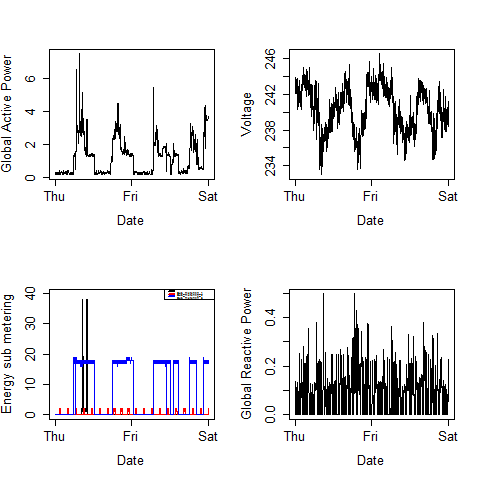 Global Active Power
0 2 4 6
Thu Fri Sat
Date
Voltage
234 238 242 246
Thu Fri Sat
Date
Energy sub metering
0 10 20 30 40
Thu Fri Sat
Date
Global Reactive Power
0.0 0.2 0.4
Thu Fri Sat
Date